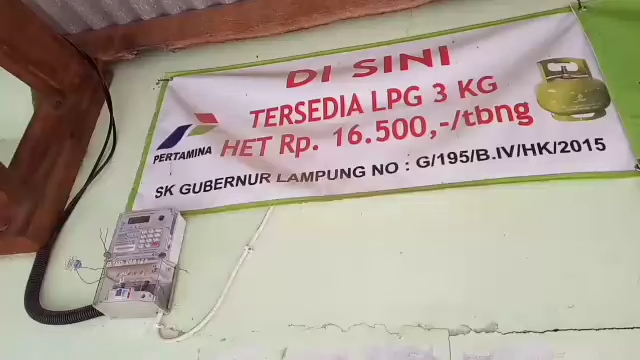 DI SINI
TERSEDIA LPG 3 KG
HET Rp. 16.500,-/tbng
PERTAMINA
SK GUBERNUR LAMPUNG NO : G/195/B.IV/HK/2015